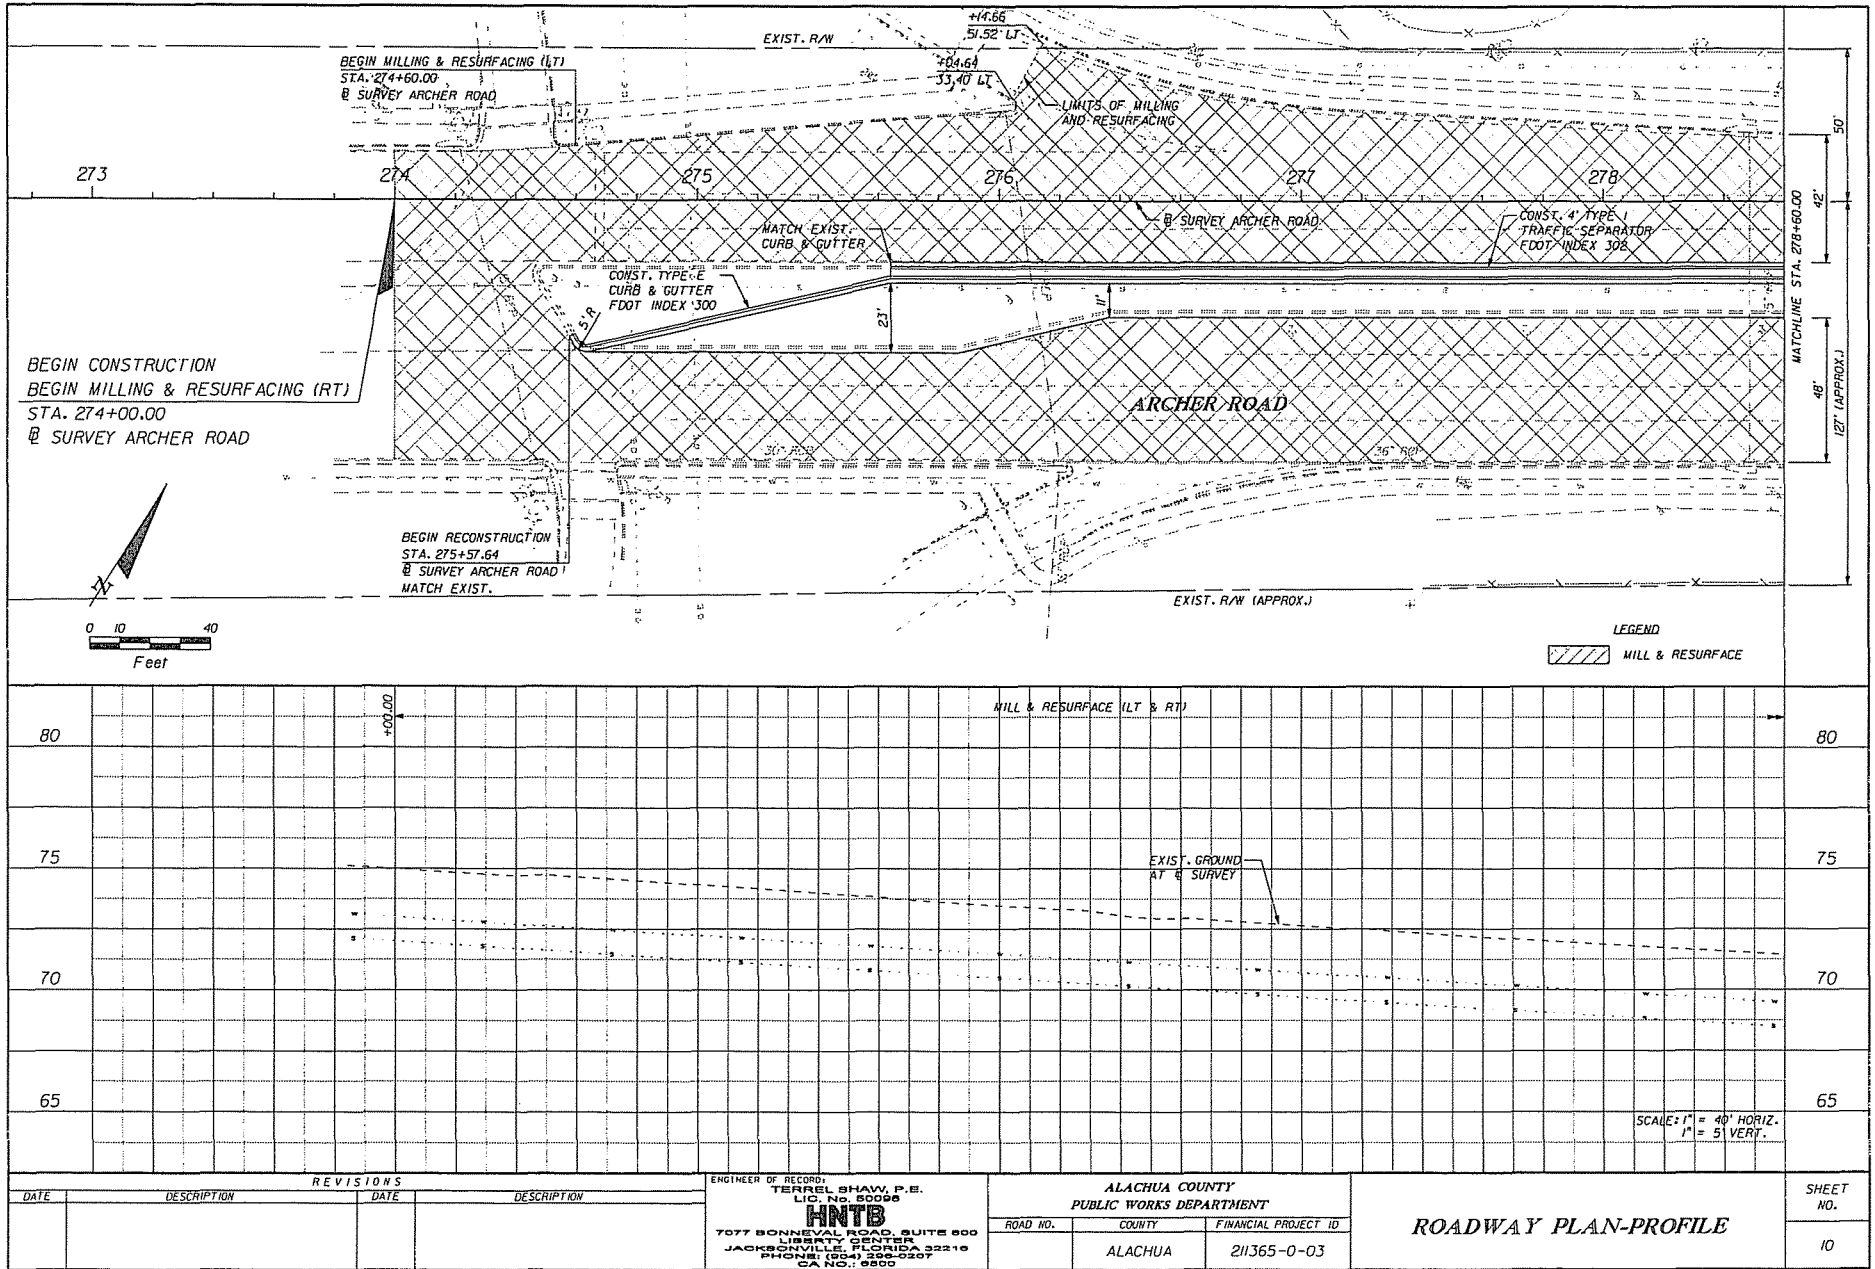 +14.66
51.52' LT
EXIST. R/W
BEGIN MILLING & RESURFACING (LT)
STA. 274+60.00
℄ SURVEY ARCHER ROAD
+04.64
33.40' LT
LIMITS OF MILLING
AND RESURFACING
50'
273
274
275
276
277
278
42'
℄ SURVEY ARCHER ROAD
MATCH EXIST.
CURB & GUTTER
CONST. 4' TYPE I
TRAFFIC SEPARATOR
FDOT INDEX 302
CONST. TYPE E
CURB & GUTTER
FDOT INDEX 300
5' R
23'
11'
MATCHLINE STA. 278+60.00
BEGIN CONSTRUCTION
BEGIN MILLING & RESURFACING (RT)
STA. 274+00.00
℄ SURVEY ARCHER ROAD
ARCHER ROAD
48'
127' (APPROX.)
36" RCP
BEGIN RECONSTRUCTION
STA. 275+57.64
℄ SURVEY ARCHER ROAD
MATCH EXIST.
EXIST. R/W (APPROX.)
N
0 10 40
Feet
LEGEND
MILL & RESURFACE
+00.00
MILL & RESURFACE (LT & RT)
80 80
75 75
EXIST. GROUND
AT ℄ SURVEY
70 70
65 65
SCALE: 1" = 40' HORIZ.
1" = 5' VERT.
REVISIONS
DATE DESCRIPTION DATE DESCRIPTION
ENGINEER OF RECORD:
TERREL SHAW, P.E.
LIC. No. 50098
HNTB
7077 BONNEVAL ROAD, SUITE 600
LIBERTY CENTER
JACKSONVILLE, FLORIDA 32216
PHONE: (904) 296-0207
CA NO.: 6500
ALACHUA COUNTY
PUBLIC WORKS DEPARTMENT
ROAD NO. COUNTY FINANCIAL PROJECT ID
ALACHUA 211365-0-03
ROADWAY PLAN-PROFILE
SHEET
NO.
10